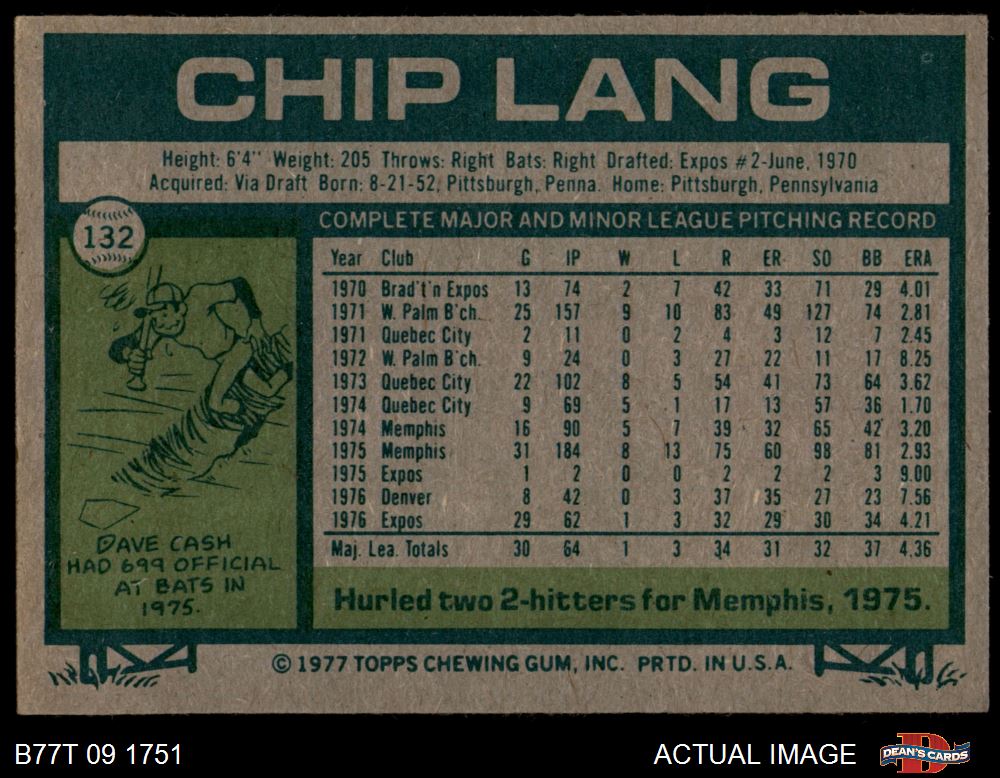 CHIP LANG
Height: 6'4" Weight: 205 Throws: Right Bats: Right Drafted: Expos #2-June, 1970
Acquired: Via Draft Born: 8-21-52, Pittsburgh, Penna. Home: Pittsburgh, Pennsylvania
132
COMPLETE MAJOR AND MINOR LEAGUE PITCHING RECORD
Year Club G IP W L R ER SO BB ERA
1970 Brad't'n Expos 13 74 2 7 42 33 71 29 4.01
1971 W. Palm B'ch. 25 157 9 10 83 49 127 74 2.81
1971 Quebec City 2 11 0 2 4 3 12 7 2.45
1972 W. Palm B'ch. 9 24 0 3 27 22 11 17 8.25
1973 Quebec City 22 102 8 5 54 41 73 64 3.62
1974 Quebec City 9 69 5 1 17 13 57 36 1.70
1974 Memphis 16 90 5 7 39 32 65 42 3.20
1975 Memphis 31 184 8 13 75 60 98 81 2.93
1975 Expos 1 2 0 0 2 2 2 3 9.00
1976 Denver 8 42 0 3 37 35 27 23 7.56
1976 Expos 29 62 1 3 32 29 30 34 4.21
Maj. Lea. Totals 30 64 1 3 34 31 32 37 4.36
DAVE CASH
HAD 699 OFFICIAL
AT BATS IN
1975.
Hurled two 2-hitters for Memphis, 1975.
© 1977 TOPPS CHEWING GUM, INC. PRTD. IN U.S.A.
B77T 09 1751
ACTUAL IMAGE
D
DEAN'S CARDS